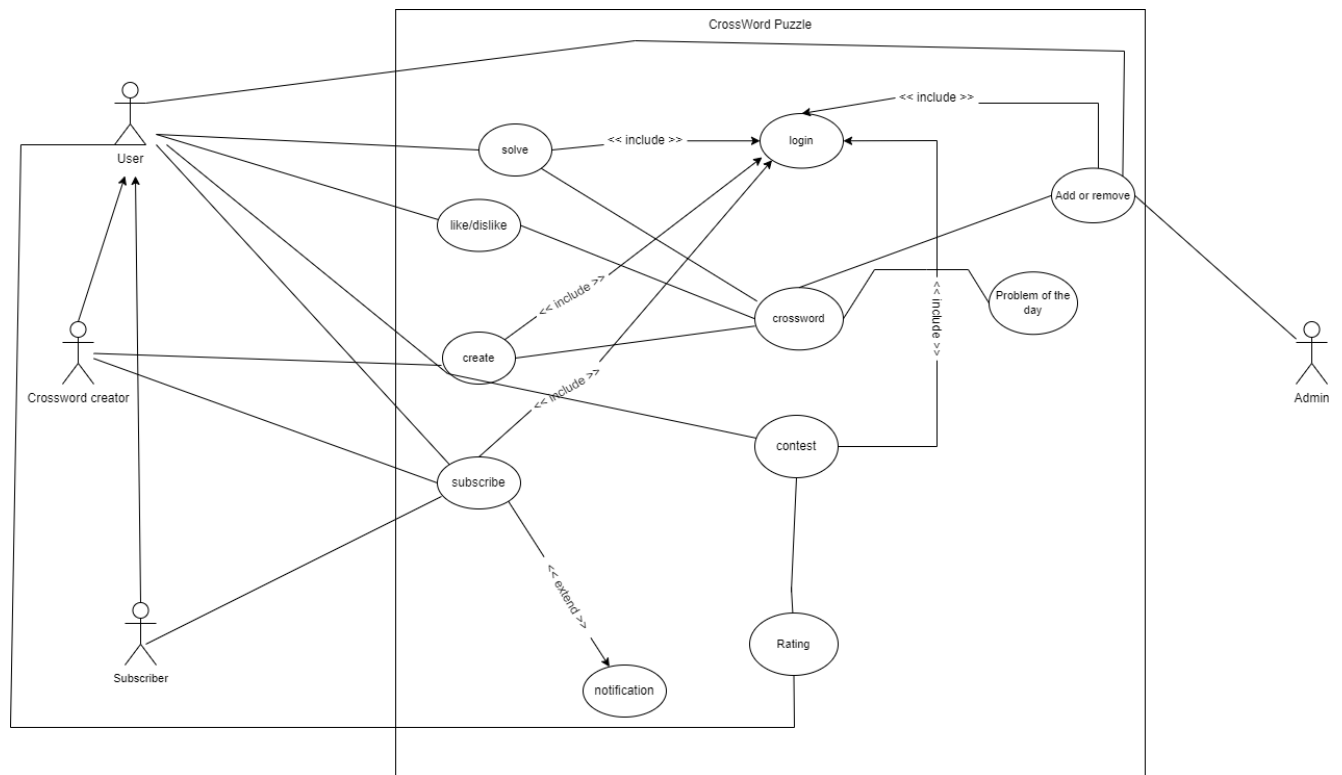 CrossWord Puzzle
<< include >>
User
solve
<< include >>
login
Add or remove
like/dislike
<< include >>
<< include >>
crossword
Problem of the
day
create
Crossword creator
<< include >>
Admin
contest
subscribe
<< extend >>
Rating
Subscriber
notification